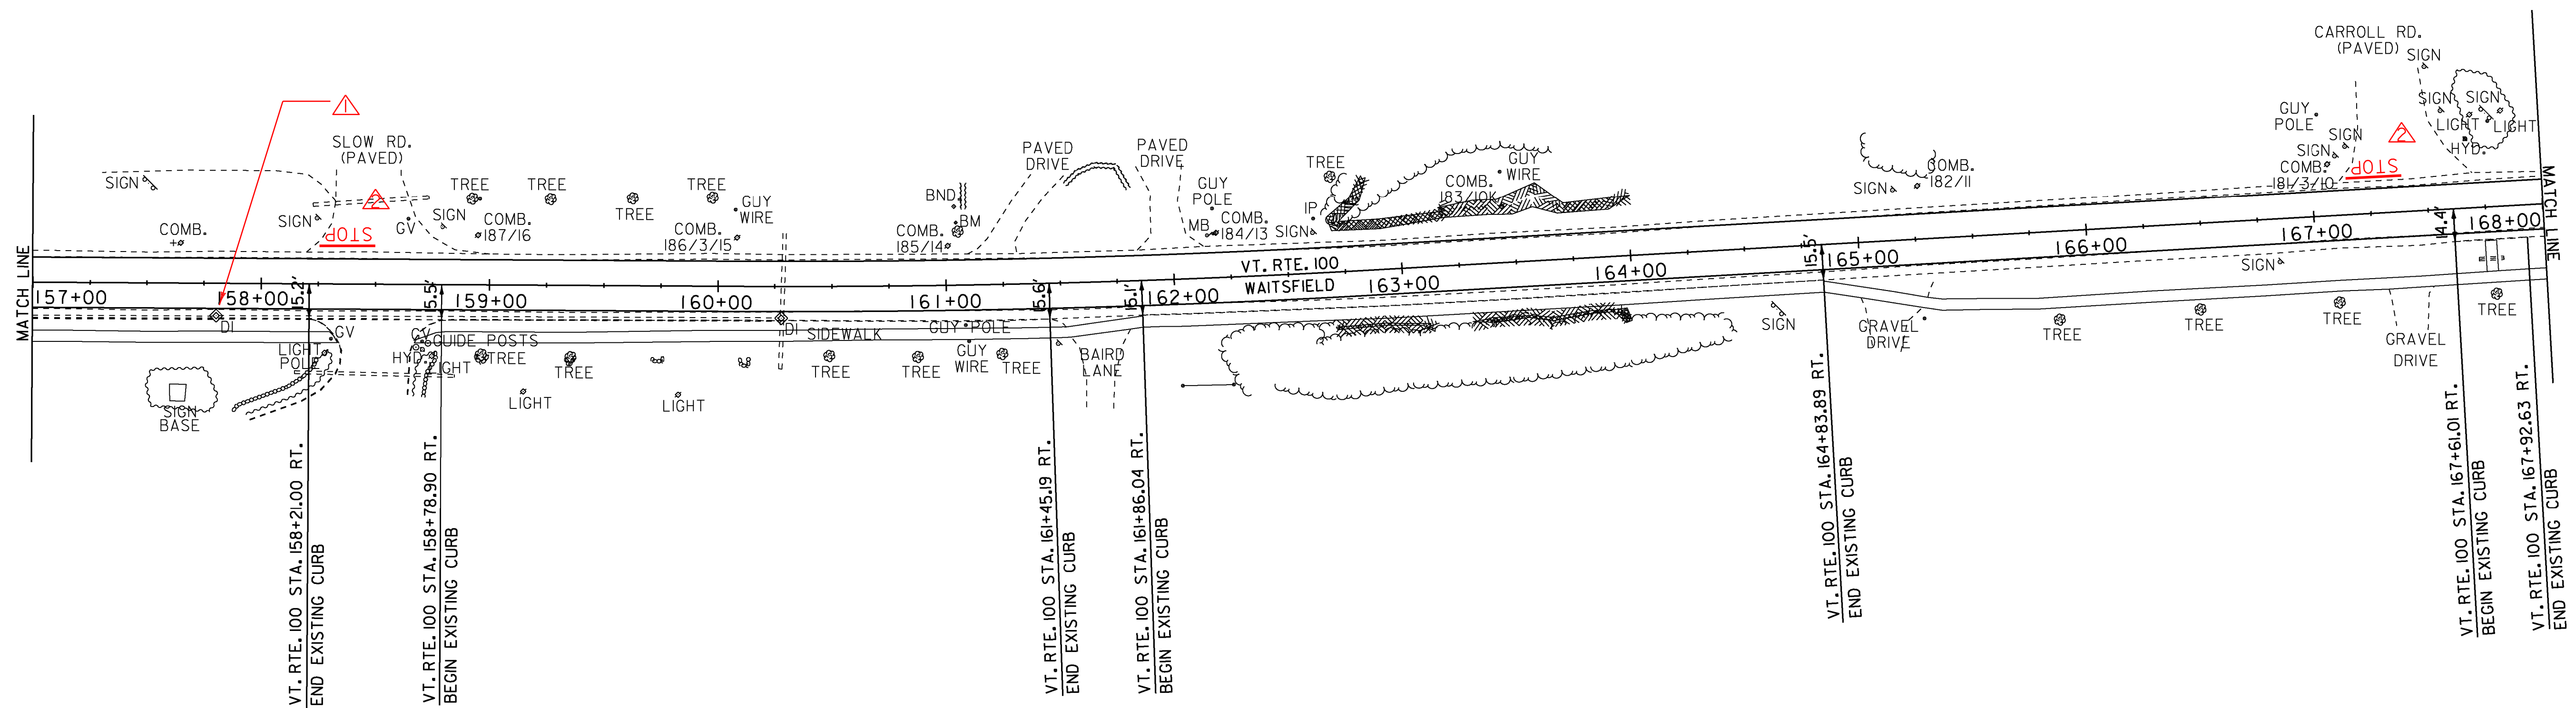 CARROLL RD.
(PAVED)
SIGN
SIGN
SIGN
LIGHT
LIGHT
HYD.
GUY
POLE
SIGN
SIGN
COMB.
181/3/10
STOP
2
1
SLOW RD.
(PAVED)
SIGN
SIGN
2
STOP
GV
SIGN
COMB.
TREE
COMB.
187/16
TREE
TREE
TREE
GUY
WIRE
COMB.
186/3/15
BND
BM
COMB.
185/14
PAVED
DRIVE
PAVED
DRIVE
GUY
POLE
MB
COMB.
184/13
TREE
IP
SIGN
COMB.
183/10K
GUY
WIRE
SIGN
COMB.
182/11
MATCH LINE
157+00
158+00
159+00
160+00
161+00
162+00
163+00
164+00
165+00
166+00
167+00
168+00
MATCH LINE
VT. RTE. 100
WAITSFIELD
15.2'
15.5'
15.6'
15.1'
15.5'
14.4'
DI
GV
LIGHT
POLE
SIGN
BASE
GV
GUIDE POSTS
HYD.
LIGHT
TREE
TREE
LIGHT
LIGHT
DI
SIDEWALK
TREE
TREE
GUY POLE
GUY
WIRE
TREE
BAIRD
LANE
SIGN
GRAVEL
DRIVE
TREE
TREE
SIGN
TREE
GRAVEL
DRIVE
TREE
VT. RTE. 100 STA. 158+21.00 RT.
END EXISTING CURB
VT. RTE. 100 STA. 158+78.90 RT.
BEGIN EXISTING CURB
VT. RTE. 100 STA. 161+45.19 RT.
END EXISTING CURB
VT. RTE. 100 STA. 161+86.04 RT.
BEGIN EXISTING CURB
VT. RTE. 100 STA. 164+83.89 RT.
END EXISTING CURB
VT. RTE. 100 STA. 167+61.01 RT.
BEGIN EXISTING CURB
VT. RTE. 100 STA. 167+92.63 RT.
END EXISTING CURB